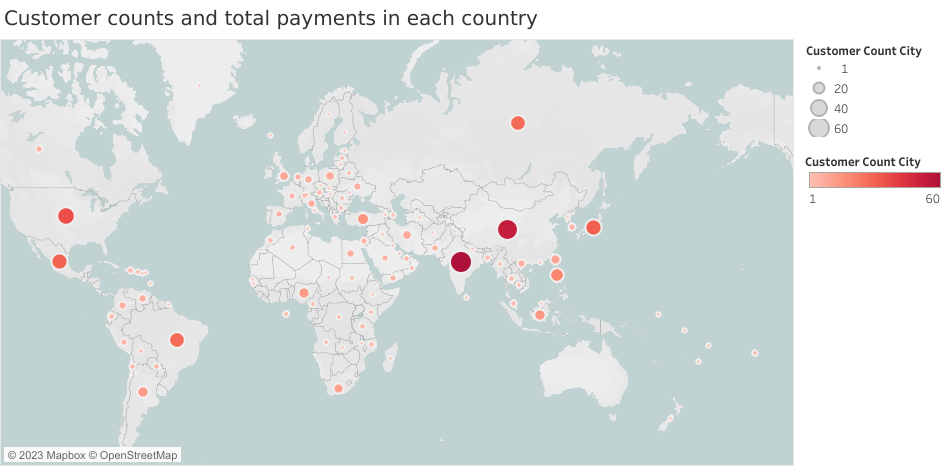 Customer counts and total payments in each country
Customer Count City
1
20
40
60
Customer Count City
1 60
© 2023 Mapbox © OpenStreetMap